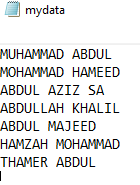 mydata
MUHAMMAD ABDUL
MOHAMMAD HAMEED
ABDUL AZIZ SA
ABDULLAH KHALIL
ABDUL MAJEED
HAMZAH MOHAMMAD
THAMER ABDUL